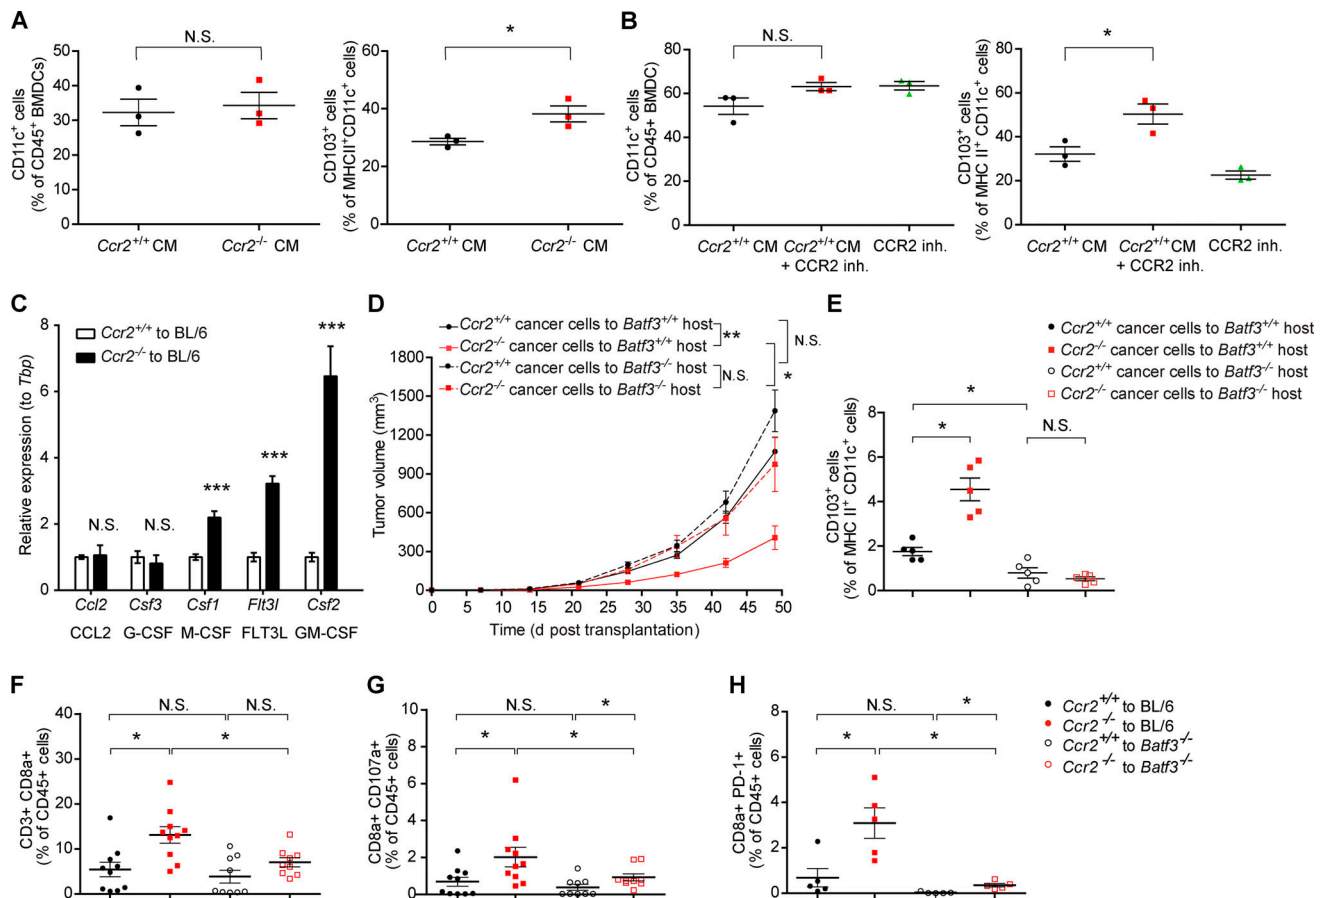 A
CD11c+ cells
(% of CD45+ BMDCs)
50
40
30
20
10
0
N.S.
Ccr2+/+ CM
Ccr2-/- CM
CD103+ cells
(% of MHCII+CD11c+ cells)
60
40
20
0
*
Ccr2+/+ CM
Ccr2-/- CM
B
CD11c+ cells
(% of CD45+ BMDC)
80
60
40
20
0
N.S.
Ccr2+/+ CM
Ccr2+/+CM
+ CCR2 inh.
CCR2 inh.
CD103+ cells
(% of MHC II+ CD11c+ cells)
80
60
40
20
0
*
Ccr2+/+ CM
Ccr2+/+CM
+ CCR2 inh.
CCR2 inh.
C
Relative expression (to Tbp)
8
6
4
2
0
Ccr2+/+ to BL/6
Ccr2-/- to BL/6
N.S.
N.S.
***
***
***
Ccl2 Csf3 Csf1 Flt3l Csf2
CCL2 G-CSF M-CSF FLT3L GM-CSF
D
Ccr2+/+ cancer cells to Batf3+/+ host
Ccr2-/- cancer cells to Batf3+/+ host
Ccr2+/+ cancer cells to Batf3-/- host
Ccr2-/- cancer cells to Batf3-/- host
**
N.S.
N.S.
*
Tumor volume (mm3)
1800
1500
1200
900
600
300
0
0 5 10 15 20 25 30 35 40 45 50
Time (d post transplantation)
E
Ccr2+/+ cancer cells to Batf3+/+ host
Ccr2-/- cancer cells to Batf3+/+ host
Ccr2+/+ cancer cells to Batf3-/- host
Ccr2-/- cancer cells to Batf3-/- host
CD103+ cells
(% of MHC II+ CD11c+ cells)
8
6
4
2
0
*
*
N.S.
F
CD3+ CD8a+
(% of CD45+ cells)
40
30
20
10
0
N.S.
N.S.
*
*
G
CD8a+ CD107a+
(% of CD45+ cells)
10
8
6
4
2
0
N.S.
*
*
*
H
CD8a+ PD-1+
(% of CD45+ cells)
8
6
4
2
0
N.S.
*
*
*
Ccr2+/+ to BL/6
Ccr2-/- to BL/6
Ccr2+/+ to Batf3-/-
Ccr2-/- to Batf3-/-